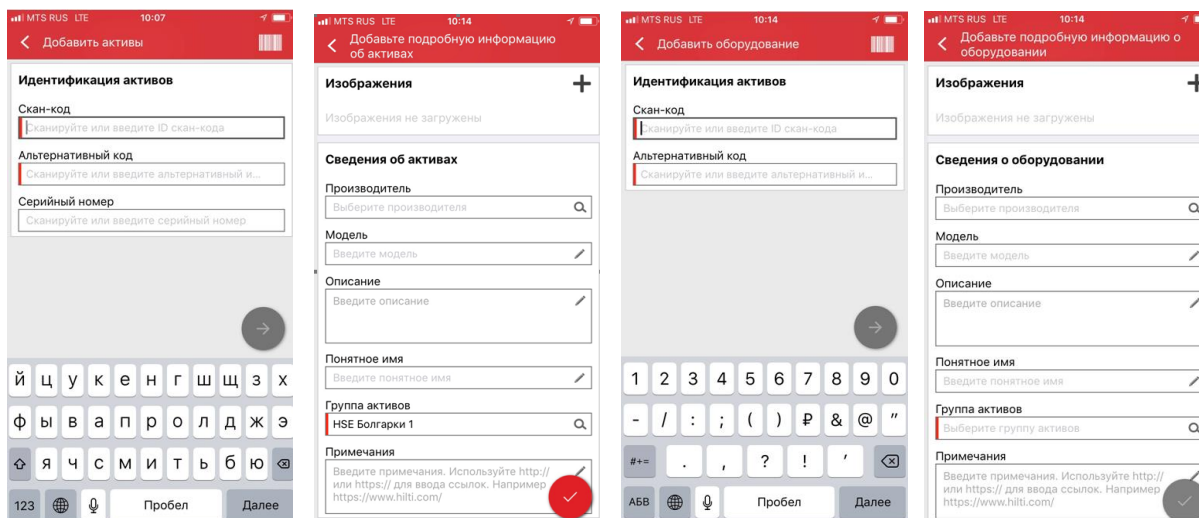 MTS RUS LTE 10:07
Добавить активы
Идентификация активов
Скан-код
Сканируйте или введите ID скан-кода
Альтернативный код
Сканируйте или введите альтернативный и...
Серийный номер
Сканируйте или введите серийный номер
й ц у к е н г ш щ з х
ф ы в а п р о л д ж э
я ч с м и т ь б ю
123 Пробел Далее
MTS RUS LTE 10:14
Добавьте подробную информацию
об активах
Изображения
Изображения не загружены
Сведения об активах
Производитель
Выберите производителя
Модель
Введите модель
Описание
Введите описание
Понятное имя
Введите понятное имя
Группа активов
HSE Болгарки 1
Примечания
Введите примечания. Используйте http://
или https:// для ввода ссылок. Например
https://www.hilti.com/
MTS RUS LTE 10:14
Добавить оборудование
Идентификация активов
Скан-код
Сканируйте или введите ID скан-кода
Альтернативный код
Сканируйте или введите альтернативный и...
1 2 3 4 5 6 7 8 9 0
- / : ; ( ) ₽ & @ "
#+= . , ? ! '
АБВ Пробел Далее
MTS RUS LTE 10:14
Добавьте подробную информацию о
оборудовании
Изображения
Изображения не загружены
Сведения о оборудовании
Производитель
Выберите производителя
Модель
Введите модель
Описание
Введите описание
Понятное имя
Введите понятное имя
Группа активов
Выберите группу активов
Примечания
Введите примечания. Используйте http://
или https:// для ввода ссылок. Например
https://www.hilti.com/